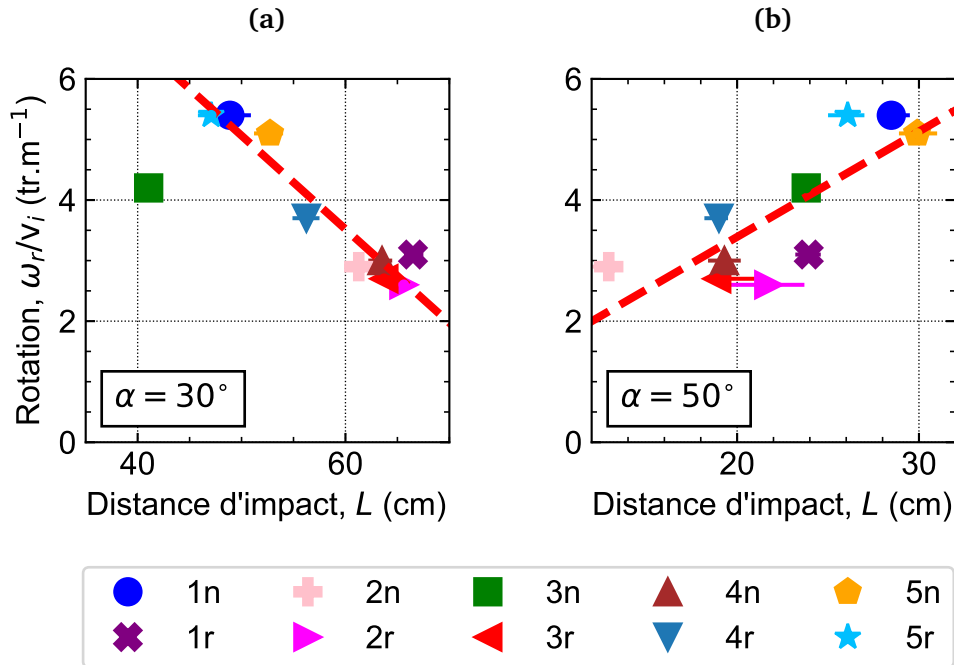 (a) (b)
6 6
Rotation, ω_r/v_i (tr.m⁻¹)
4 4
2 2
α = 30° α = 50°
0 0
40 60 20 30
Distance d'impact, L (cm) Distance d'impact, L (cm)
1n 2n 3n 4n 5n
1r 2r 3r 4r 5r